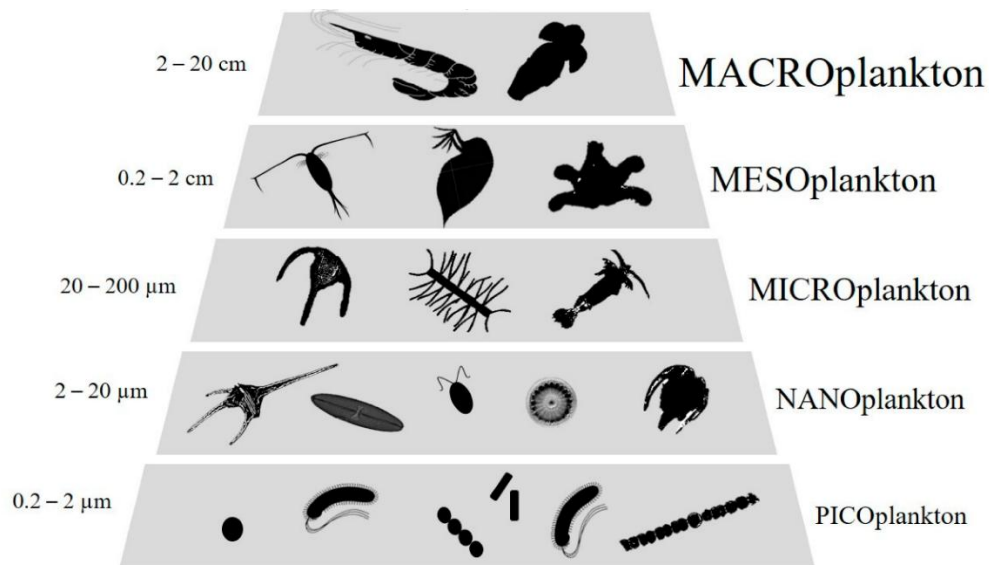 2 – 20 cm MACROplankton
0.2 – 2 cm MESOplankton
20 – 200 µm MICROplankton
2 – 20 µm NANOplankton
0.2 – 2 µm PICOplankton